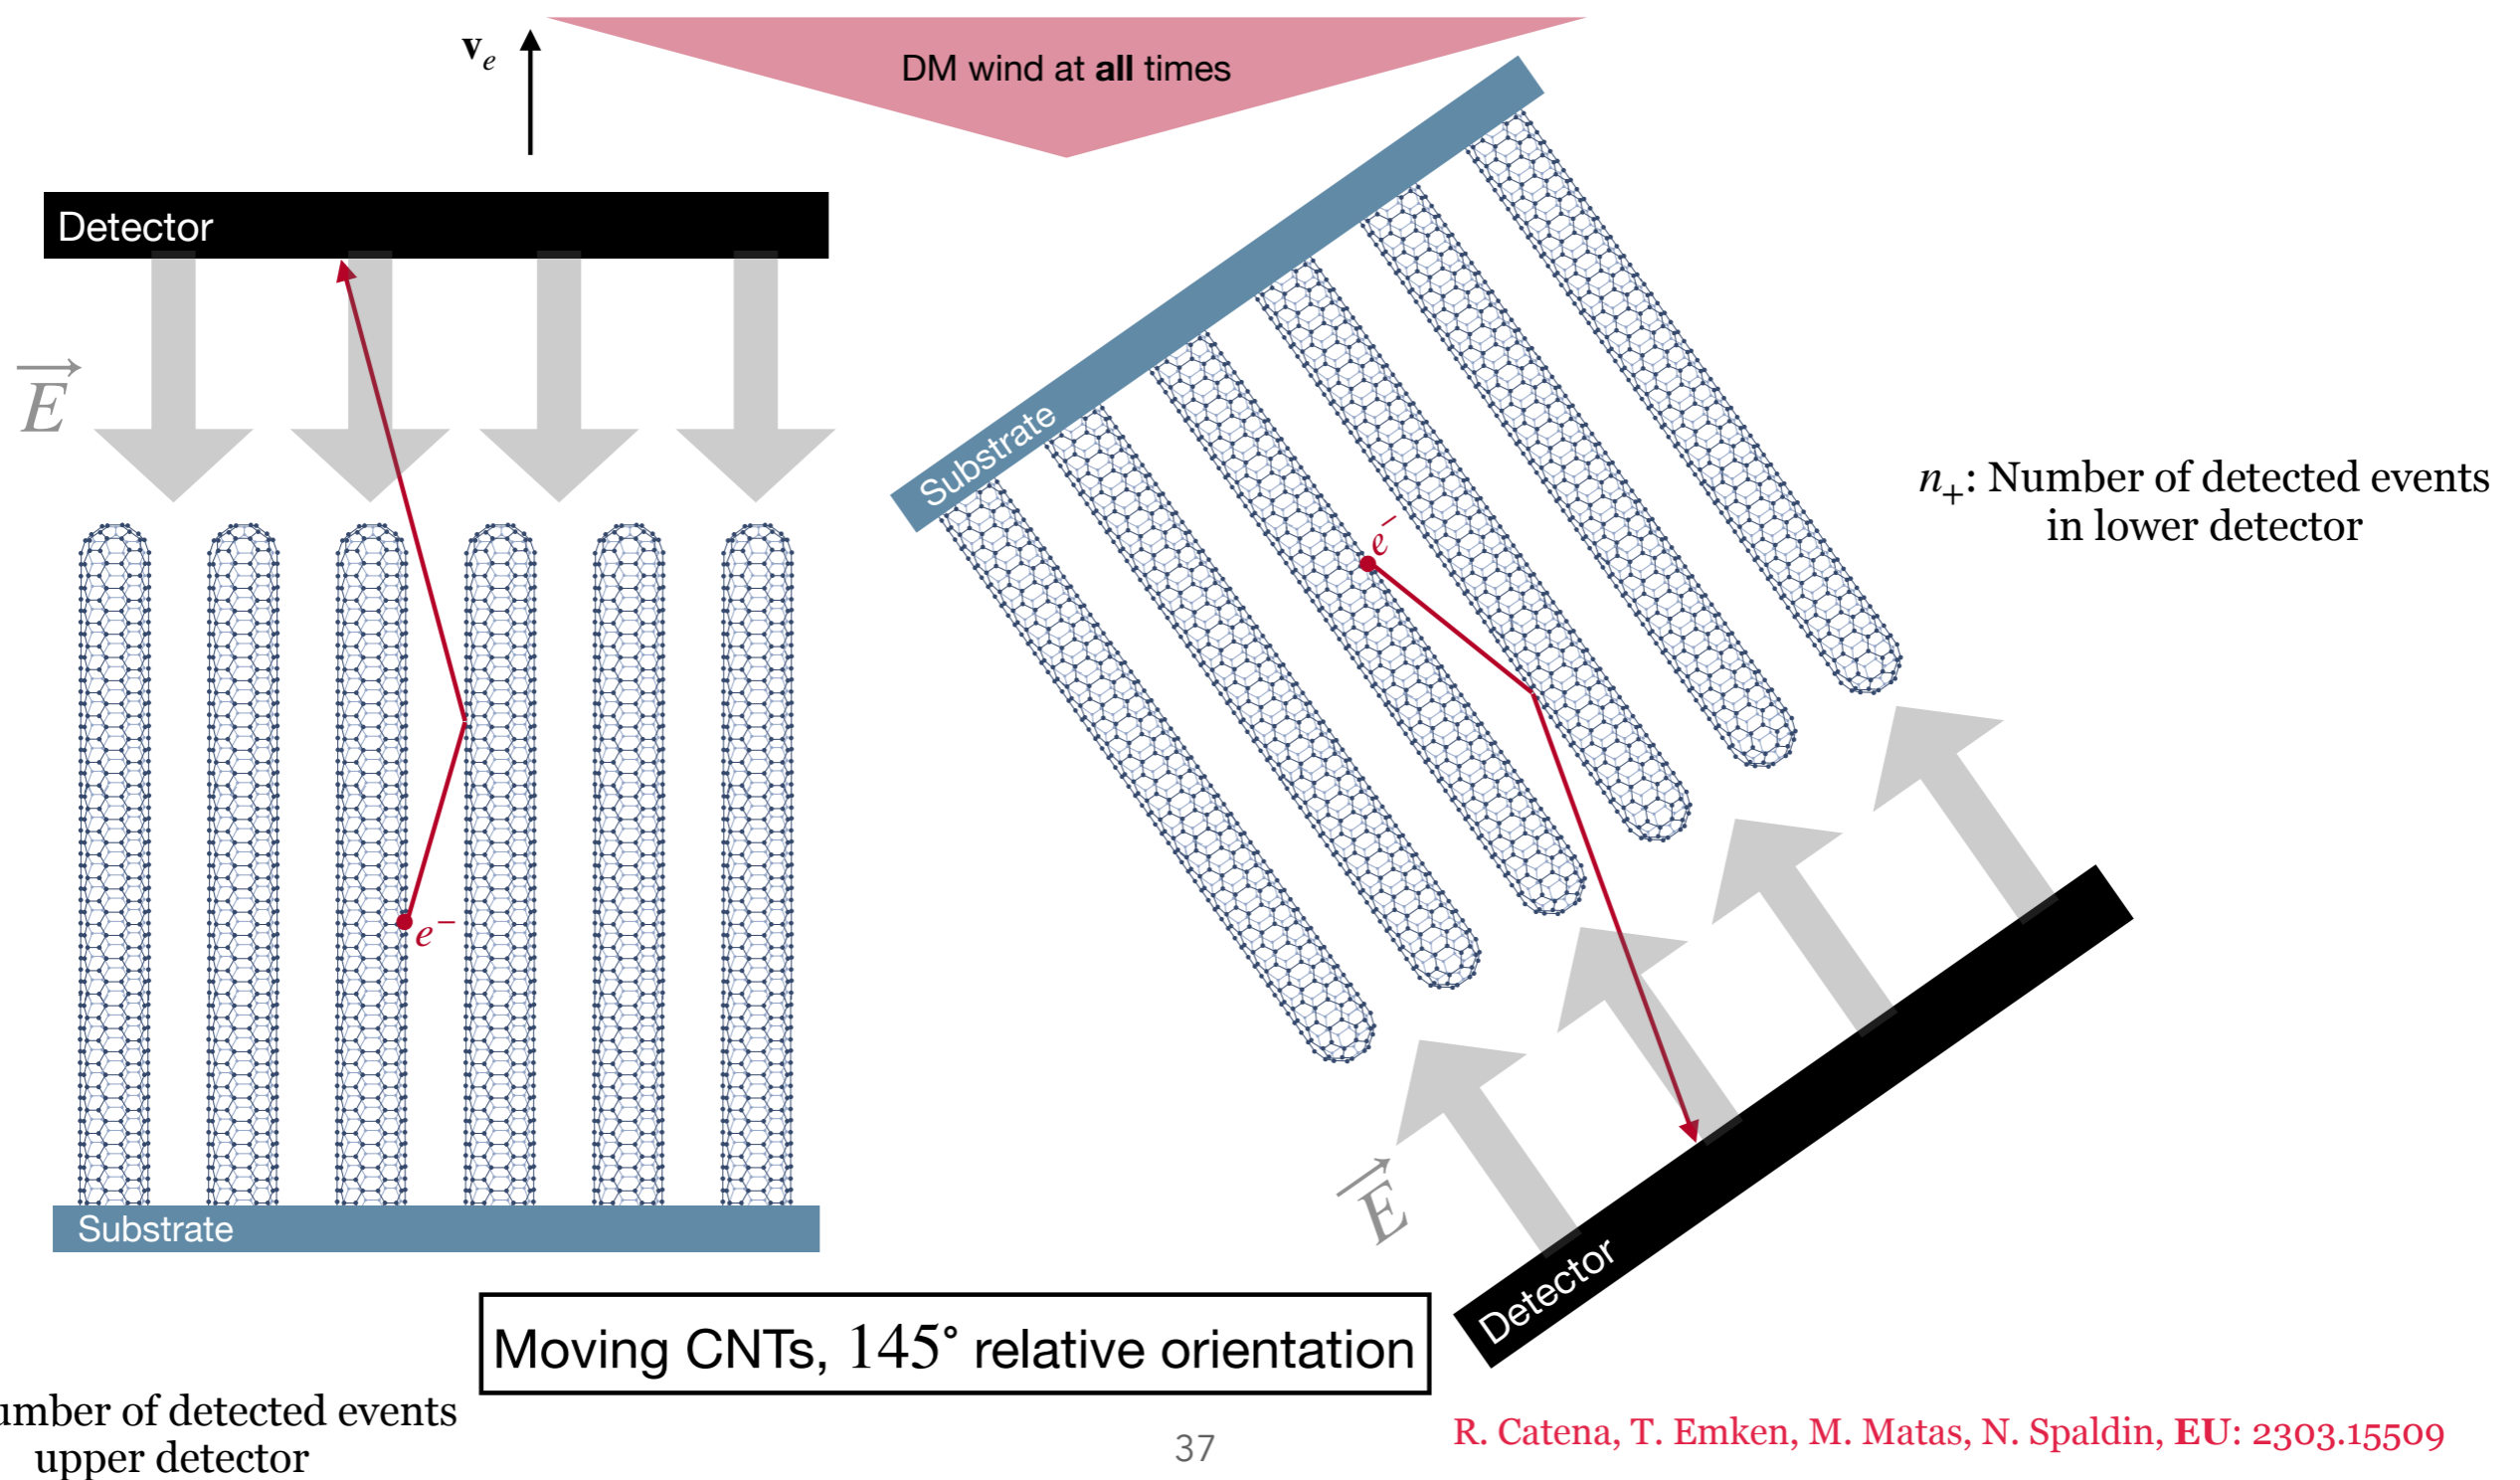 v_e
DM wind at all times
Detector
E
Substrate
n₊: Number of detected events
in lower detector
e⁻
e⁻
E
Substrate
Detector
Moving CNTs, 145° relative orientation
umber of detected events
upper detector
37
R. Catena, T. Emken, M. Matas, N. Spaldin, EU: 2303.15509